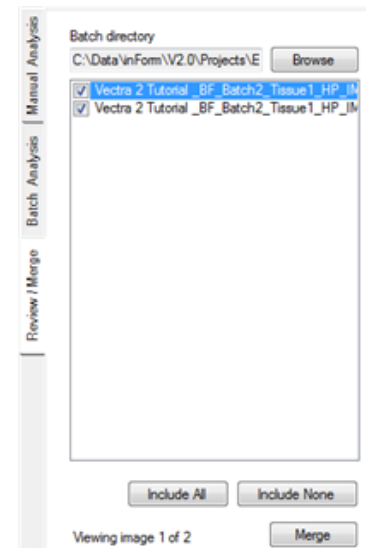 Manual Analysis
Batch Analysis
Review / Merge
Batch directory
C:\Data\inForm\V2.0\Projects\E
Browse
Vectra 2 Tutorial _BF_Batch2_Tissue1_HP_IM
Vectra 2 Tutorial _BF_Batch2_Tissue1_HP_IM
Include All
Include None
Viewing image 1 of 2
Merge